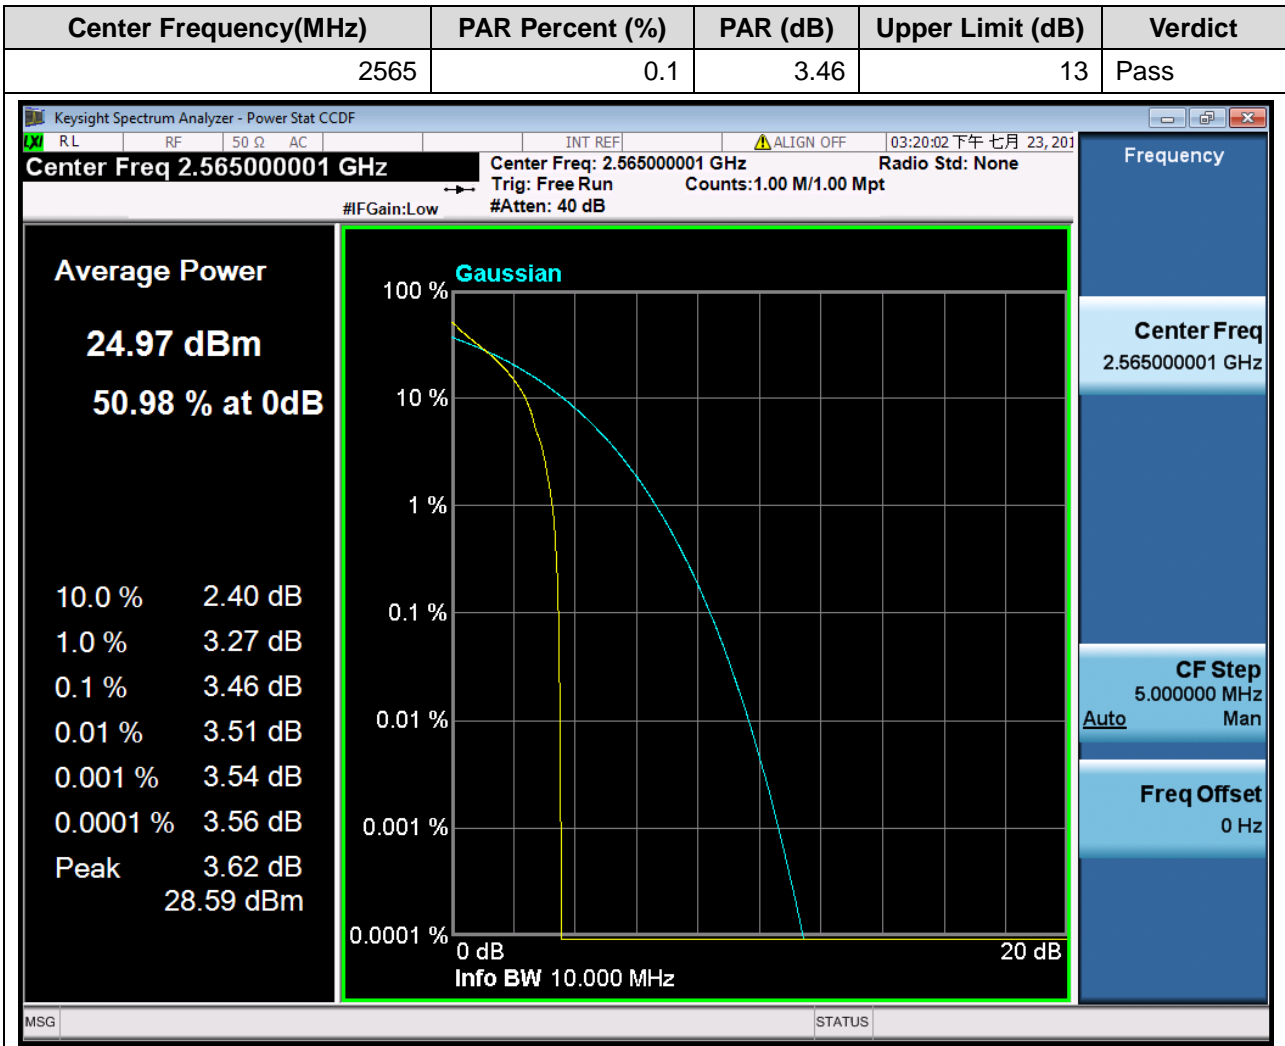 Center Frequency(MHz) PAR Percent (%) PAR (dB) Upper Limit (dB) Verdict
2565 0.1 3.46 13 Pass
Keysight Spectrum Analyzer - Power Stat CCDF
LXI RL RF 50 Ω AC INT REF ALIGN OFF 03:20:02 下午 七月 23, 201
Center Freq 2.565000001 GHz
Center Freq: 2.565000001 GHz Radio Std: None
Trig: Free Run Counts:1.00 M/1.00 Mpt
#IFGain:Low #Atten: 40 dB
Frequency
Average Power
24.97 dBm
50.98 % at 0dB
10.0 % 2.40 dB
1.0 % 3.27 dB
0.1 % 3.46 dB
0.01 % 3.51 dB
0.001 % 3.54 dB
0.0001 % 3.56 dB
Peak 3.62 dB
28.59 dBm
Gaussian
100 %
10 %
1 %
0.1 %
0.01 %
0.001 %
0.0001 %
0 dB 20 dB
Info BW 10.000 MHz
Center Freq
2.565000001 GHz
CF Step
5.000000 MHz
Auto Man
Freq Offset
0 Hz
MSG STATUS